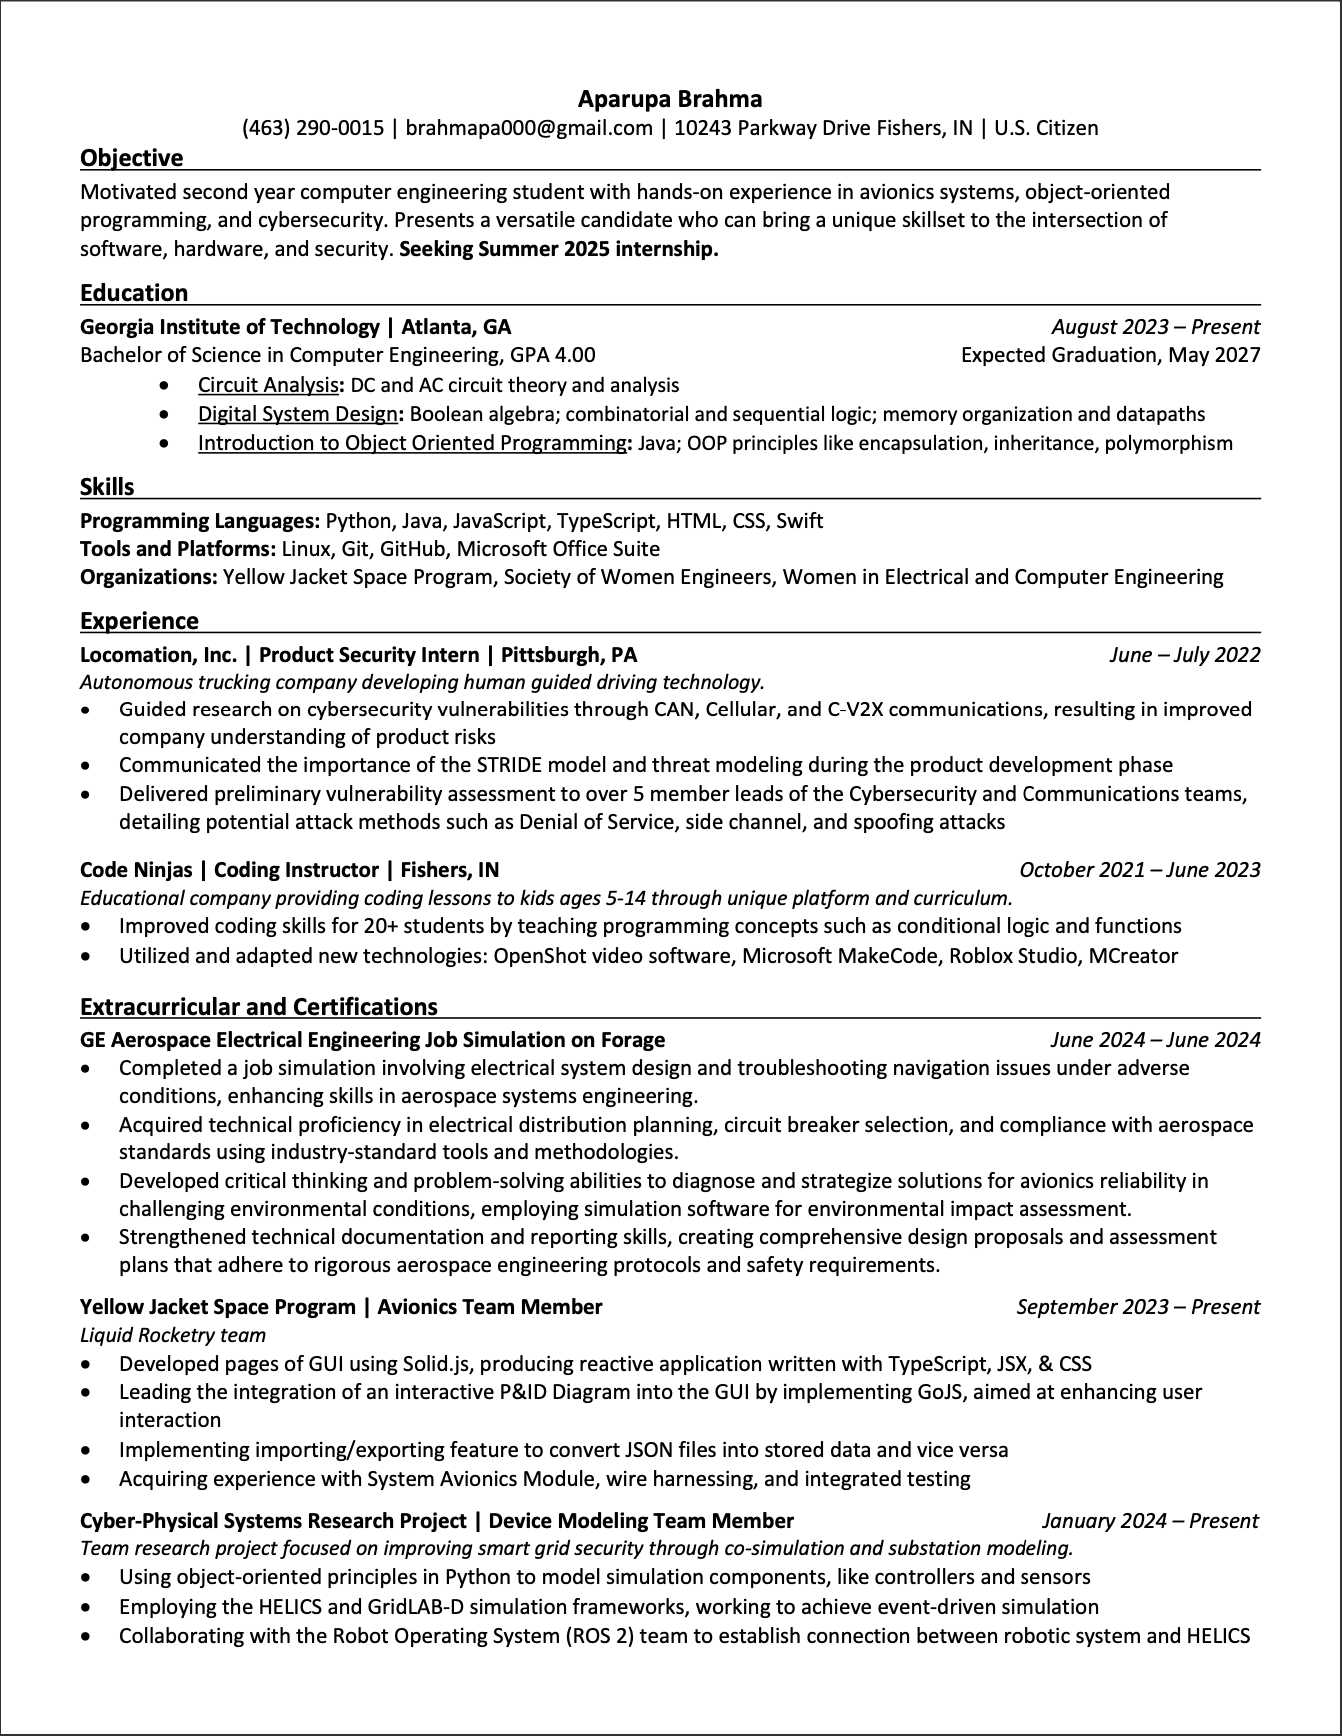 Aparupa Brahma
(463) 290-0015 | brahmapa000@gmail.com | 10243 Parkway Drive Fishers, IN | U.S. Citizen
Objective
Motivated second year computer engineering student with hands-on experience in avionics systems, object-oriented
programming, and cybersecurity. Presents a versatile candidate who can bring a unique skillset to the intersection of
software, hardware, and security. Seeking Summer 2025 internship.
Education
Georgia Institute of Technology | Atlanta, GA August 2023 – Present
Bachelor of Science in Computer Engineering, GPA 4.00 Expected Graduation, May 2027
• Circuit Analysis: DC and AC circuit theory and analysis
• Digital System Design: Boolean algebra; combinatorial and sequential logic; memory organization and datapaths
• Introduction to Object Oriented Programming: Java; OOP principles like encapsulation, inheritance, polymorphism
Skills
Programming Languages: Python, Java, JavaScript, TypeScript, HTML, CSS, Swift
Tools and Platforms: Linux, Git, GitHub, Microsoft Office Suite
Organizations: Yellow Jacket Space Program, Society of Women Engineers, Women in Electrical and Computer Engineering
Experience
Locomation, Inc. | Product Security Intern | Pittsburgh, PA June – July 2022
Autonomous trucking company developing human guided driving technology.
• Guided research on cybersecurity vulnerabilities through CAN, Cellular, and C-V2X communications, resulting in improved
company understanding of product risks
• Communicated the importance of the STRIDE model and threat modeling during the product development phase
• Delivered preliminary vulnerability assessment to over 5 member leads of the Cybersecurity and Communications teams,
detailing potential attack methods such as Denial of Service, side channel, and spoofing attacks
Code Ninjas | Coding Instructor | Fishers, IN October 2021 – June 2023
Educational company providing coding lessons to kids ages 5-14 through unique platform and curriculum.
• Improved coding skills for 20+ students by teaching programming concepts such as conditional logic and functions
• Utilized and adapted new technologies: OpenShot video software, Microsoft MakeCode, Roblox Studio, MCreator
Extracurricular and Certifications
GE Aerospace Electrical Engineering Job Simulation on Forage June 2024 – June 2024
• Completed a job simulation involving electrical system design and troubleshooting navigation issues under adverse
conditions, enhancing skills in aerospace systems engineering.
• Acquired technical proficiency in electrical distribution planning, circuit breaker selection, and compliance with aerospace
standards using industry-standard tools and methodologies.
• Developed critical thinking and problem-solving abilities to diagnose and strategize solutions for avionics reliability in
challenging environmental conditions, employing simulation software for environmental impact assessment.
• Strengthened technical documentation and reporting skills, creating comprehensive design proposals and assessment
plans that adhere to rigorous aerospace engineering protocols and safety requirements.
Yellow Jacket Space Program | Avionics Team Member September 2023 – Present
Liquid Rocketry team
• Developed pages of GUI using Solid.js, producing reactive application written with TypeScript, JSX, & CSS
• Leading the integration of an interactive P&ID Diagram into the GUI by implementing GoJS, aimed at enhancing user
interaction
• Implementing importing/exporting feature to convert JSON files into stored data and vice versa
• Acquiring experience with System Avionics Module, wire harnessing, and integrated testing
Cyber-Physical Systems Research Project | Device Modeling Team Member January 2024 – Present
Team research project focused on improving smart grid security through co-simulation and substation modeling.
• Using object-oriented principles in Python to model simulation components, like controllers and sensors
• Employing the HELICS and GridLAB-D simulation frameworks, working to achieve event-driven simulation
• Collaborating with the Robot Operating System (ROS 2) team to establish connection between robotic system and HELICS